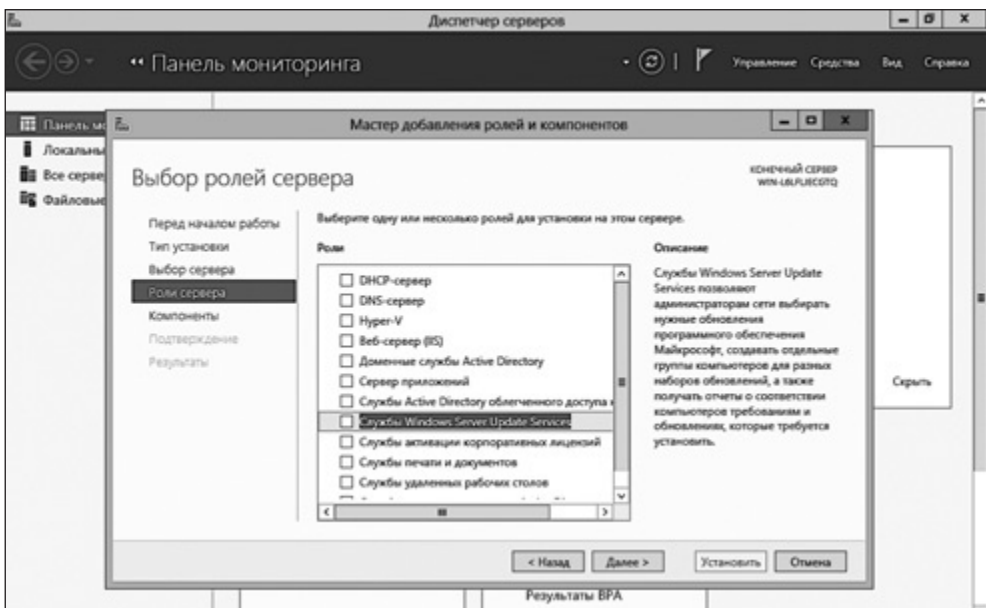 Диспетчер серверов
Панель мониторинга
Управление Средства Вид Справка
Панель мо
Локальны
Все серве
Файловые
Мастер добавления ролей и компонентов
Выбор ролей сервера
КОНЕЧНЫЙ СЕРВЕР
Перед началом работы
Тип установки
Выбор сервера
Роли сервера
Компоненты
Подтверждение
Результаты
Выберите одну или несколько ролей для установки на этом сервере.
Роли
DHCP-сервер
DNS-сервер
Hyper-V
Веб-сервер (IIS)
Доменные службы Active Directory
Сервер приложений
Службы Active Directory облегченного доступа
Службы Windows Server Update Services
Службы активации корпоративных лицензий
Службы печати и документов
Службы удаленных рабочих столов
Описание
Службы Windows Server Update
Services позволяют
администраторам сети выбирать
нужные обновления
программного обеспечения
Майкрософт, создавать отдельные
группы компьютеров для разных
наборов обновлений, а также
получать отчеты о соответствии
компьютеров требованиям и
обновлениях, которые требуется
установить.
Скрыть
< Назад Далее > Установить Отмена
Результаты BPA